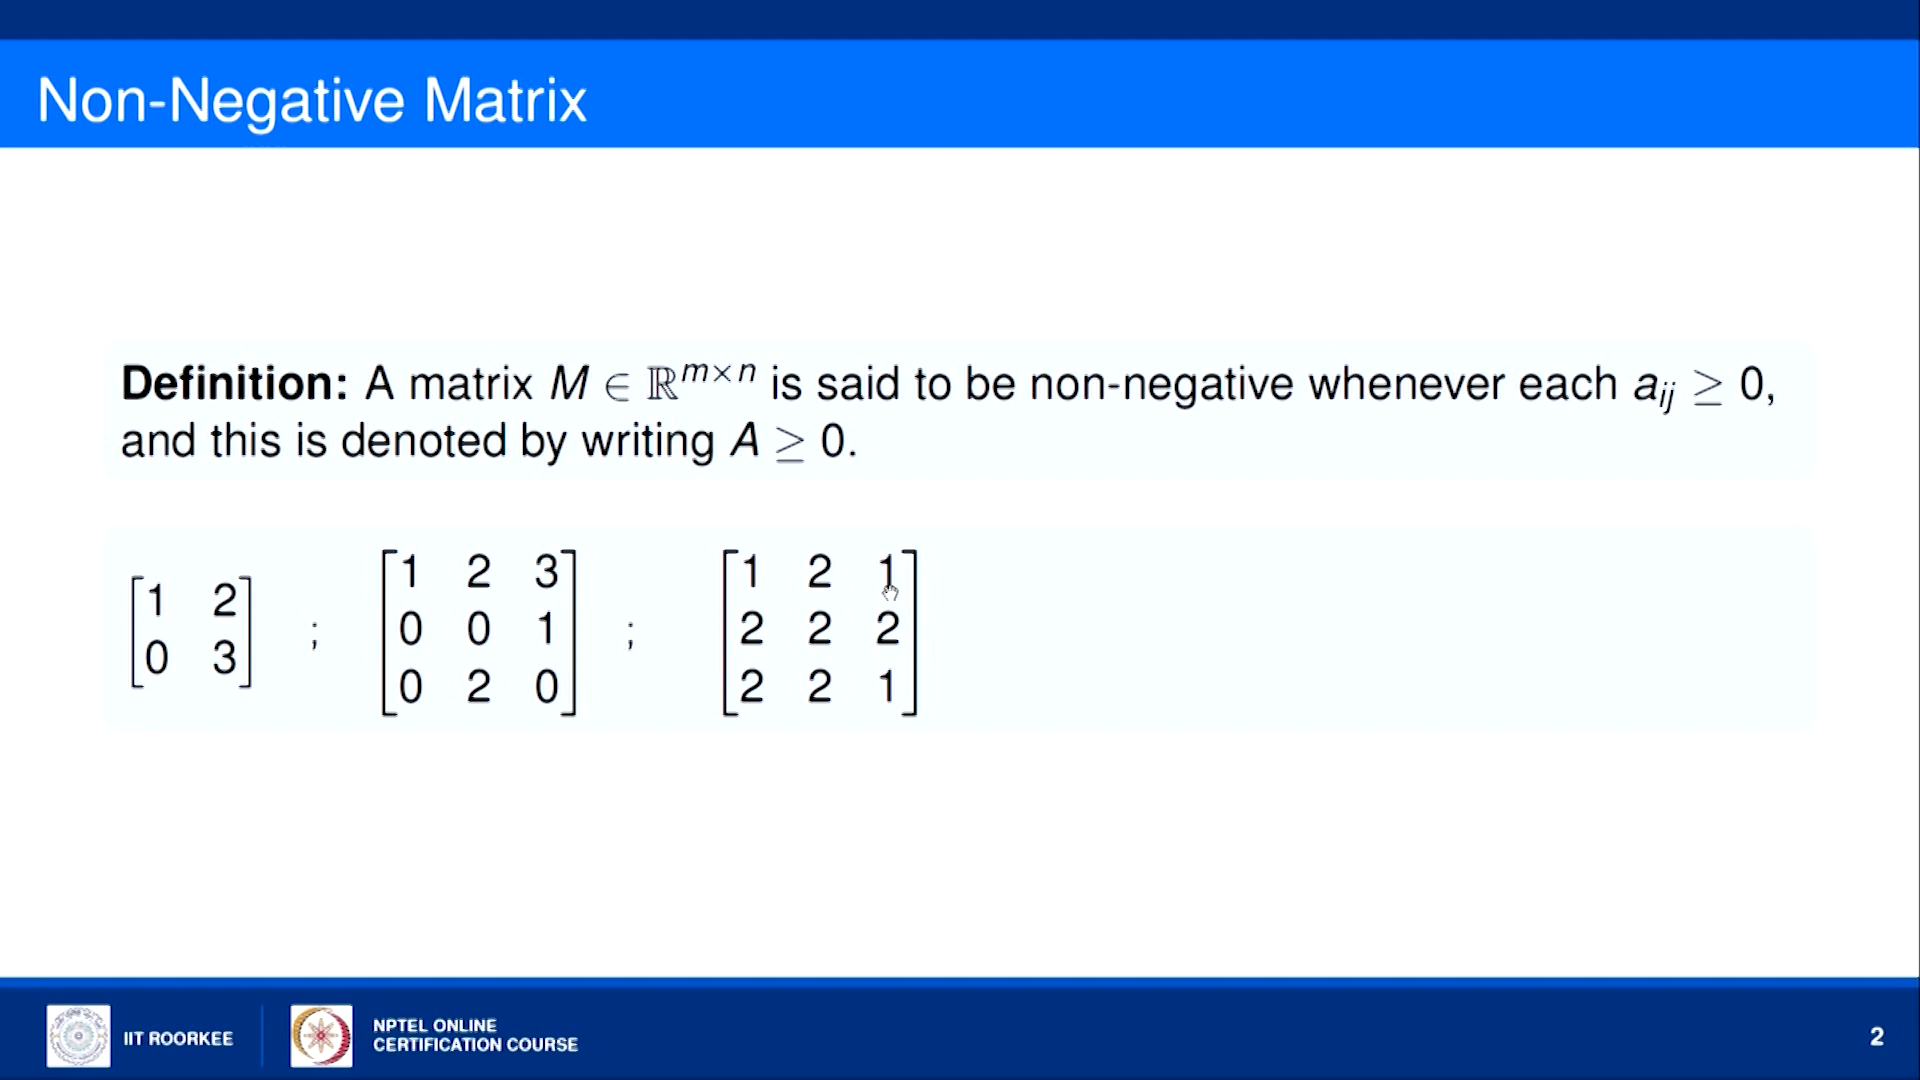 Non-Negative Matrix
Definition: A matrix M ∈ ℝ^{m×n} is said to be non-negative whenever each a_{ij} ≥ 0,
and this is denoted by writing A ≥ 0.
[1 2; 0 3] ; [1 2 3; 0 0 1; 0 2 0] ; [1 2 1; 2 2 2; 2 2 1]
IIT ROORKEE
NPTEL ONLINE
CERTIFICATION COURSE
2